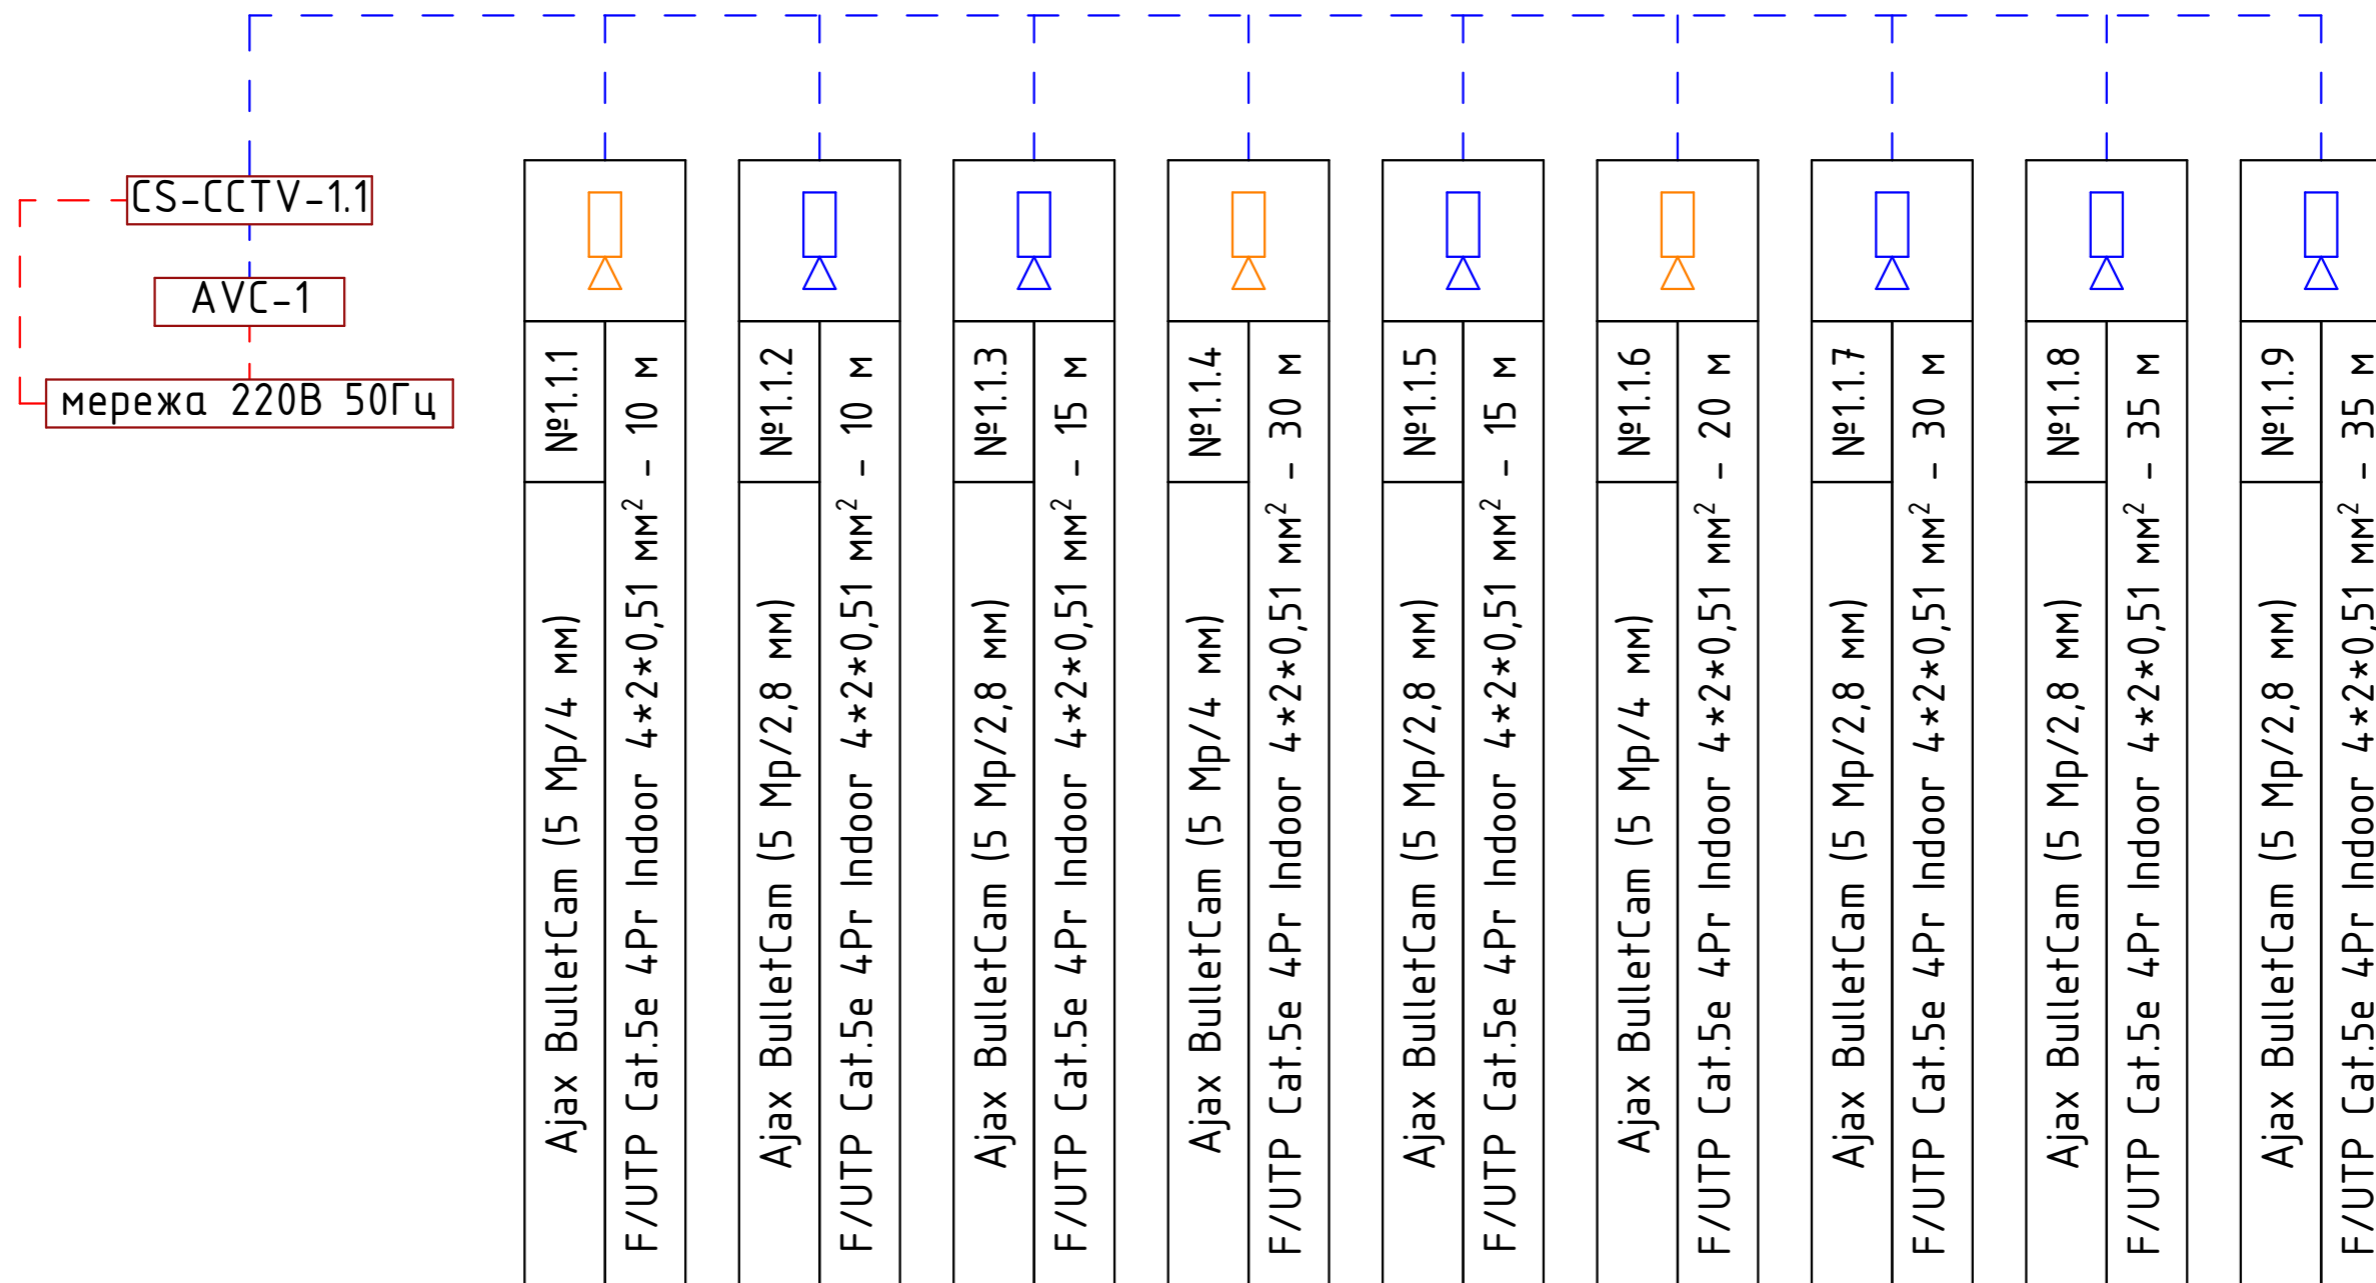 CS-CCTV-1.1
AVC-1
мережа 220В 50Гц
№1.1.1
Ajax BulletCam (5 Mp/4 мм)
F/UTP Cat.5e 4Pr Indoor 4*2*0,51 мм² - 10 м
№1.1.2
Ajax BulletCam (5 Mp/2,8 мм)
F/UTP Cat.5e 4Pr Indoor 4*2*0,51 мм² - 10 м
№1.1.3
Ajax BulletCam (5 Mp/2,8 мм)
F/UTP Cat.5e 4Pr Indoor 4*2*0,51 мм² - 15 м
№1.1.4
Ajax BulletCam (5 Mp/4 мм)
F/UTP Cat.5e 4Pr Indoor 4*2*0,51 мм² - 30 м
№1.1.5
Ajax BulletCam (5 Mp/2,8 мм)
F/UTP Cat.5e 4Pr Indoor 4*2*0,51 мм² - 15 м
№1.1.6
Ajax BulletCam (5 Mp/4 мм)
F/UTP Cat.5e 4Pr Indoor 4*2*0,51 мм² - 20 м
№1.1.7
Ajax BulletCam (5 Mp/2,8 мм)
F/UTP Cat.5e 4Pr Indoor 4*2*0,51 мм² - 30 м
№1.1.8
Ajax BulletCam (5 Mp/2,8 мм)
F/UTP Cat.5e 4Pr Indoor 4*2*0,51 мм² - 35 м
№1.1.9
Ajax BulletCam (5 Mp/2,8 мм)
F/UTP Cat.5e 4Pr Indoor 4*2*0,51 мм² - 35 м